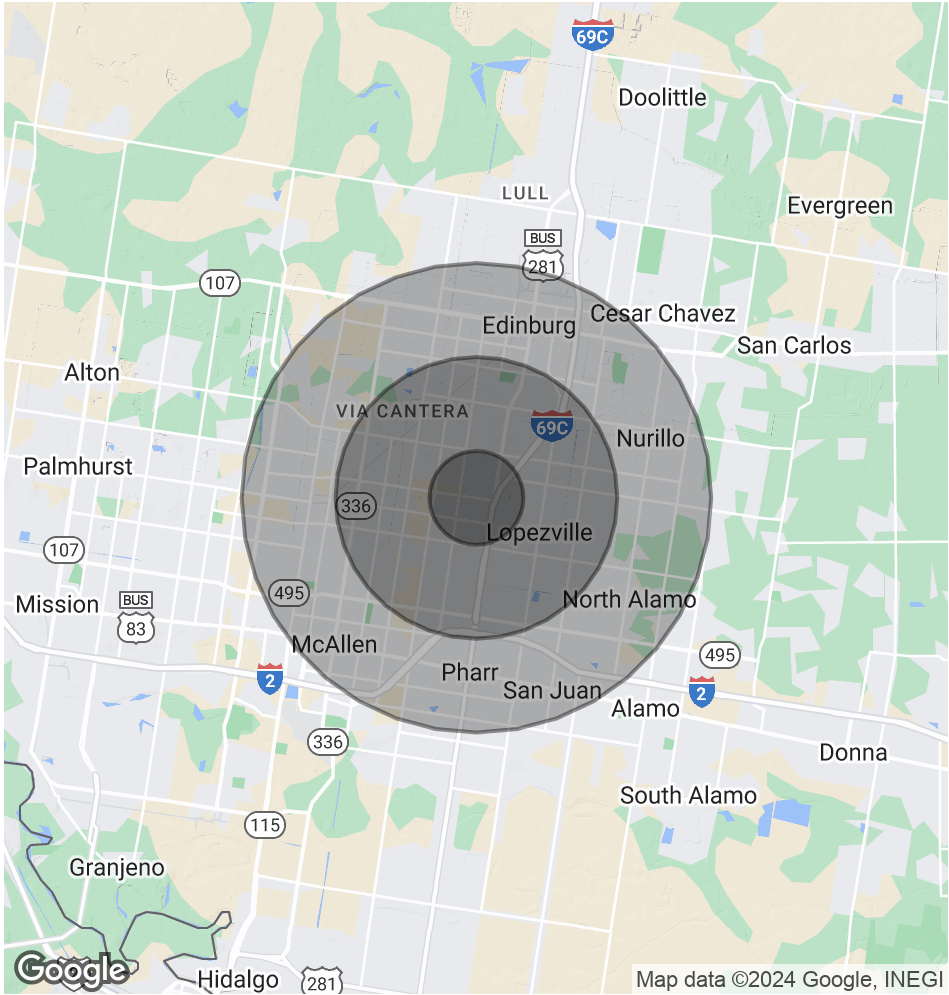 69C
Doolittle
LULL
Evergreen
BUS
281
107
Cesar Chavez
Edinburg
San Carlos
Alton
VIA CANTERA
69C
Nurillo
Palmhurst
336
Lopezville
107
495
North Alamo
BUS
Mission
83
McAllen
495
Pharr
2
San Juan
2
Alamo
336
Donna
South Alamo
115
Granjeno
Google
Hidalgo
281
Map data ©2024 Google, INEGI